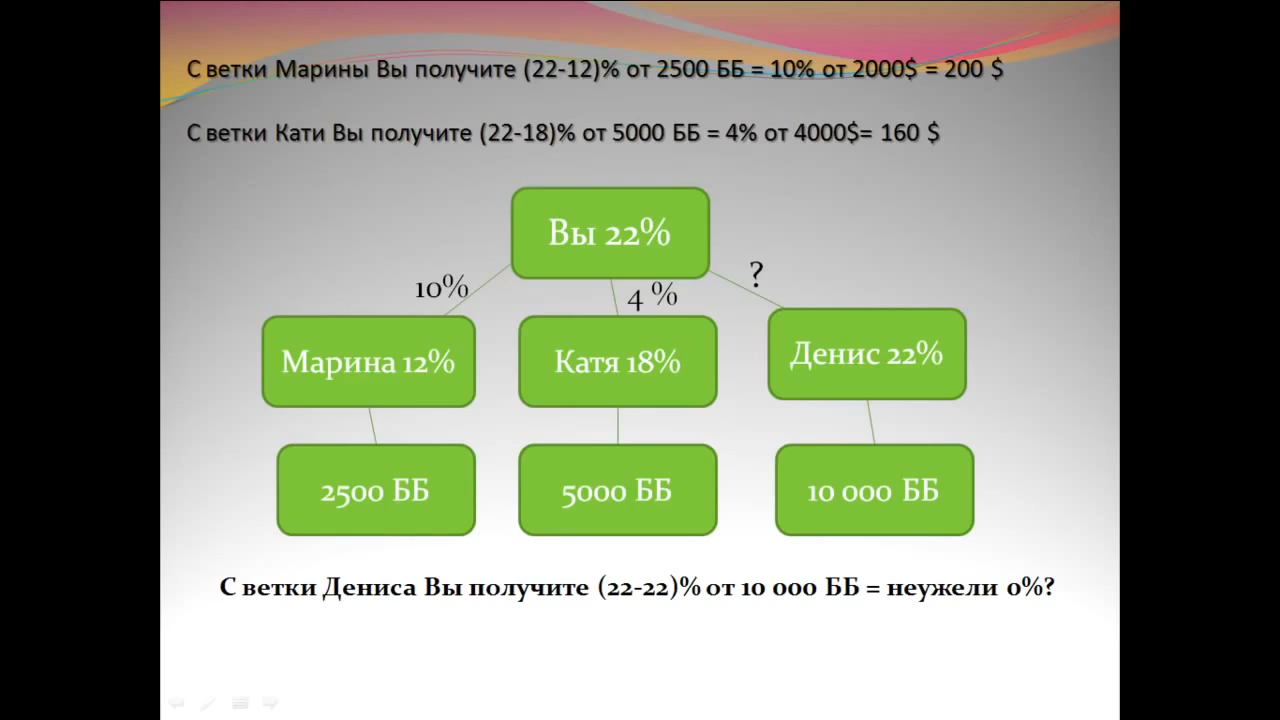 С ветки Марины Вы получите (22-12)% от 2500 ББ = 10% от 2000$ = 200 $
С ветки Кати Вы получите (22-18)% от 5000 ББ = 4% от 4000$= 160 $
Вы 22%
10%
4 %
?
Марина 12%
Катя 18%
Денис 22%
2500 ББ
5000 ББ
10 000 ББ
С ветки Дениса Вы получите (22-22)% от 10 000 ББ = неужели 0%?